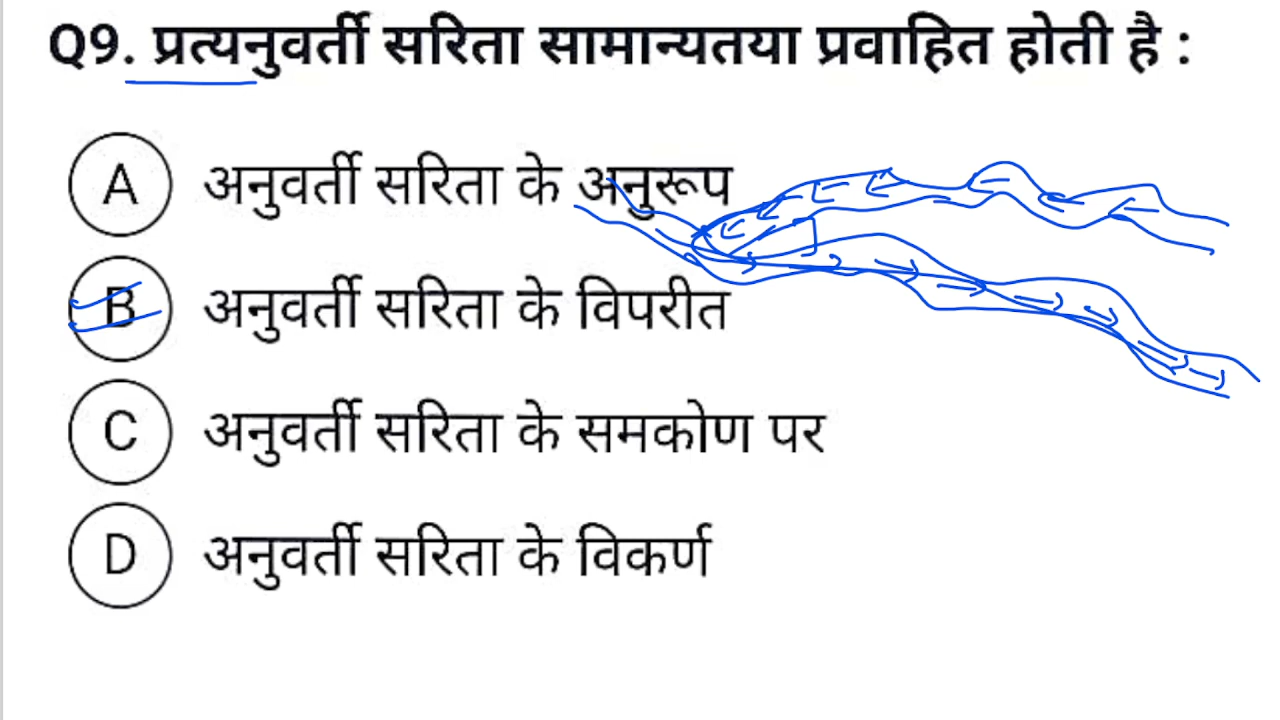 Q9. प्रत्यनुवर्ती सरिता सामान्यतया प्रवाहित होती है :
A अनुवर्ती सरिता के अनुरूप
B अनुवर्ती सरिता के विपरीत
C अनुवर्ती सरिता के समकोण पर
D अनुवर्ती सरिता के विकर्ण